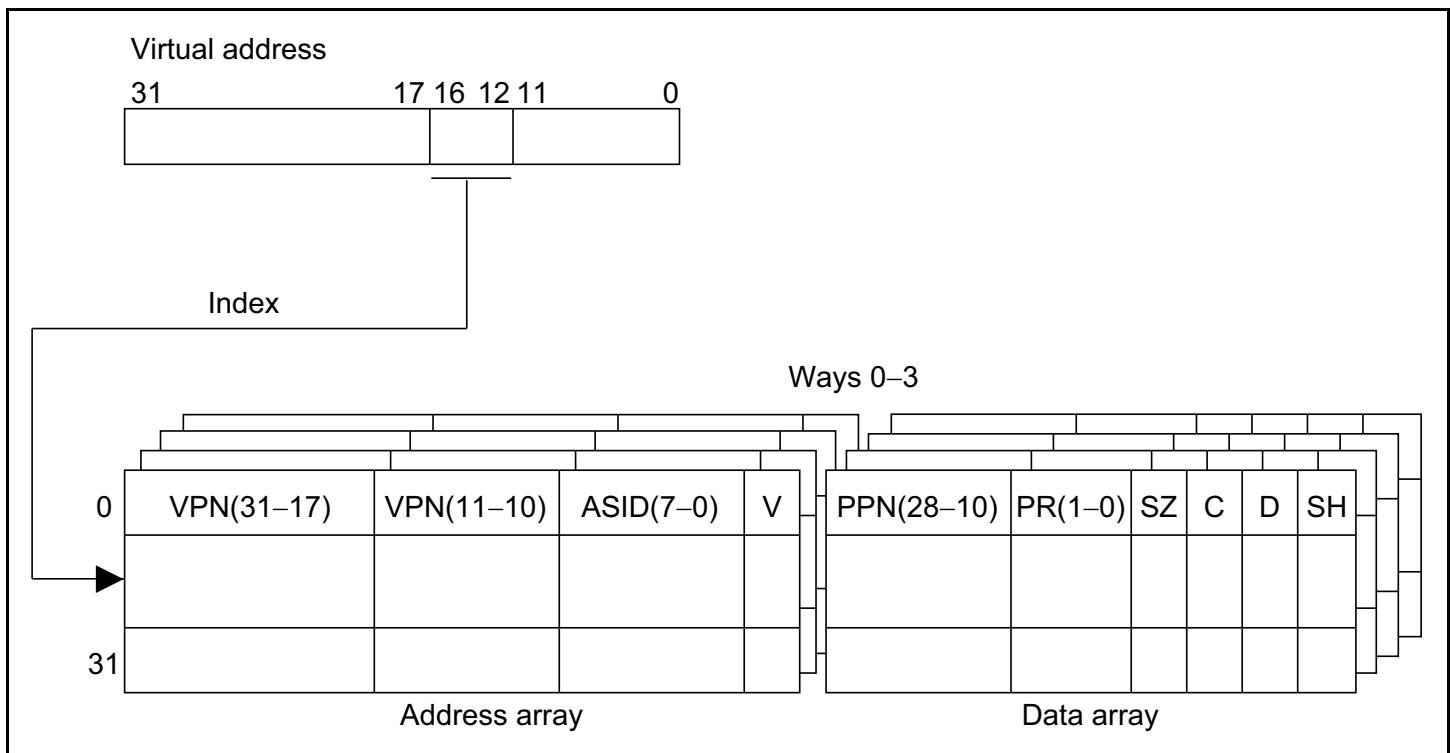 Virtual address
31 17 16 12 11 0
Index
Ways 0–3
0 VPN(31–17) VPN(11–10) ASID(7–0) V PPN(28–10) PR(1–0) SZ C D SH
31
Address array Data array